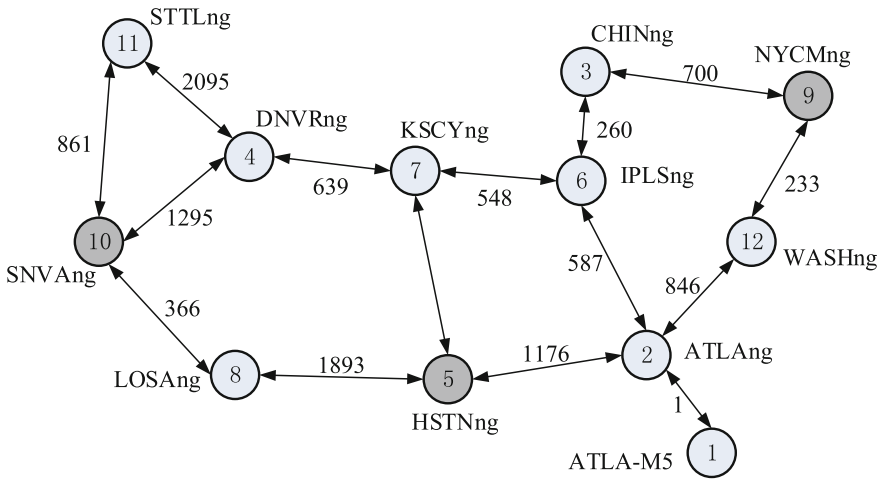 STTLng
11
2095
861
DNVRng
4
KSCYng
7
639
CHINng
3
700
NYCMng
9
260
548
6
IPLSng
233
1295
10
SNVAng
587
12
WASHng
846
366
LOSAng
8
1893
5
HSTNng
1176
2
ATLAng
1
ATLA-M5
1